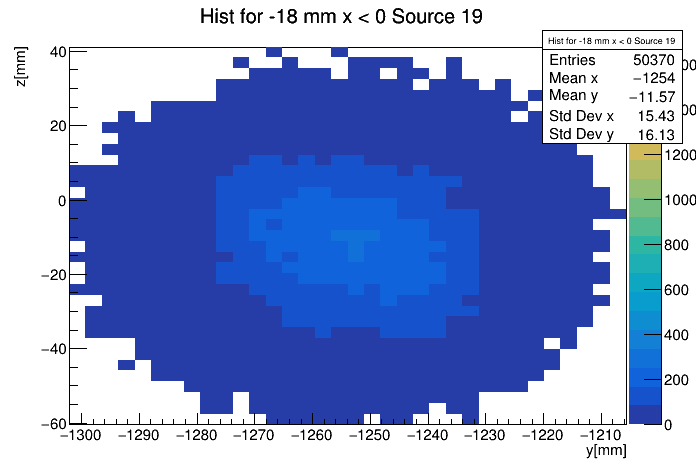 Hist for -18 mm x < 0 Source 19
Hist for -18 mm x < 0 Source 19
Entries 50370
Mean x −1254
Mean y −11.57
Std Dev x 15.43
Std Dev y 16.13
z[mm]
40
20
0
−20
−40
−60
−1300 −1290 −1280 −1270 −1260 −1250 −1240 −1230 −1220 −1210
y[mm]
1200
1000
800
600
400
200
0